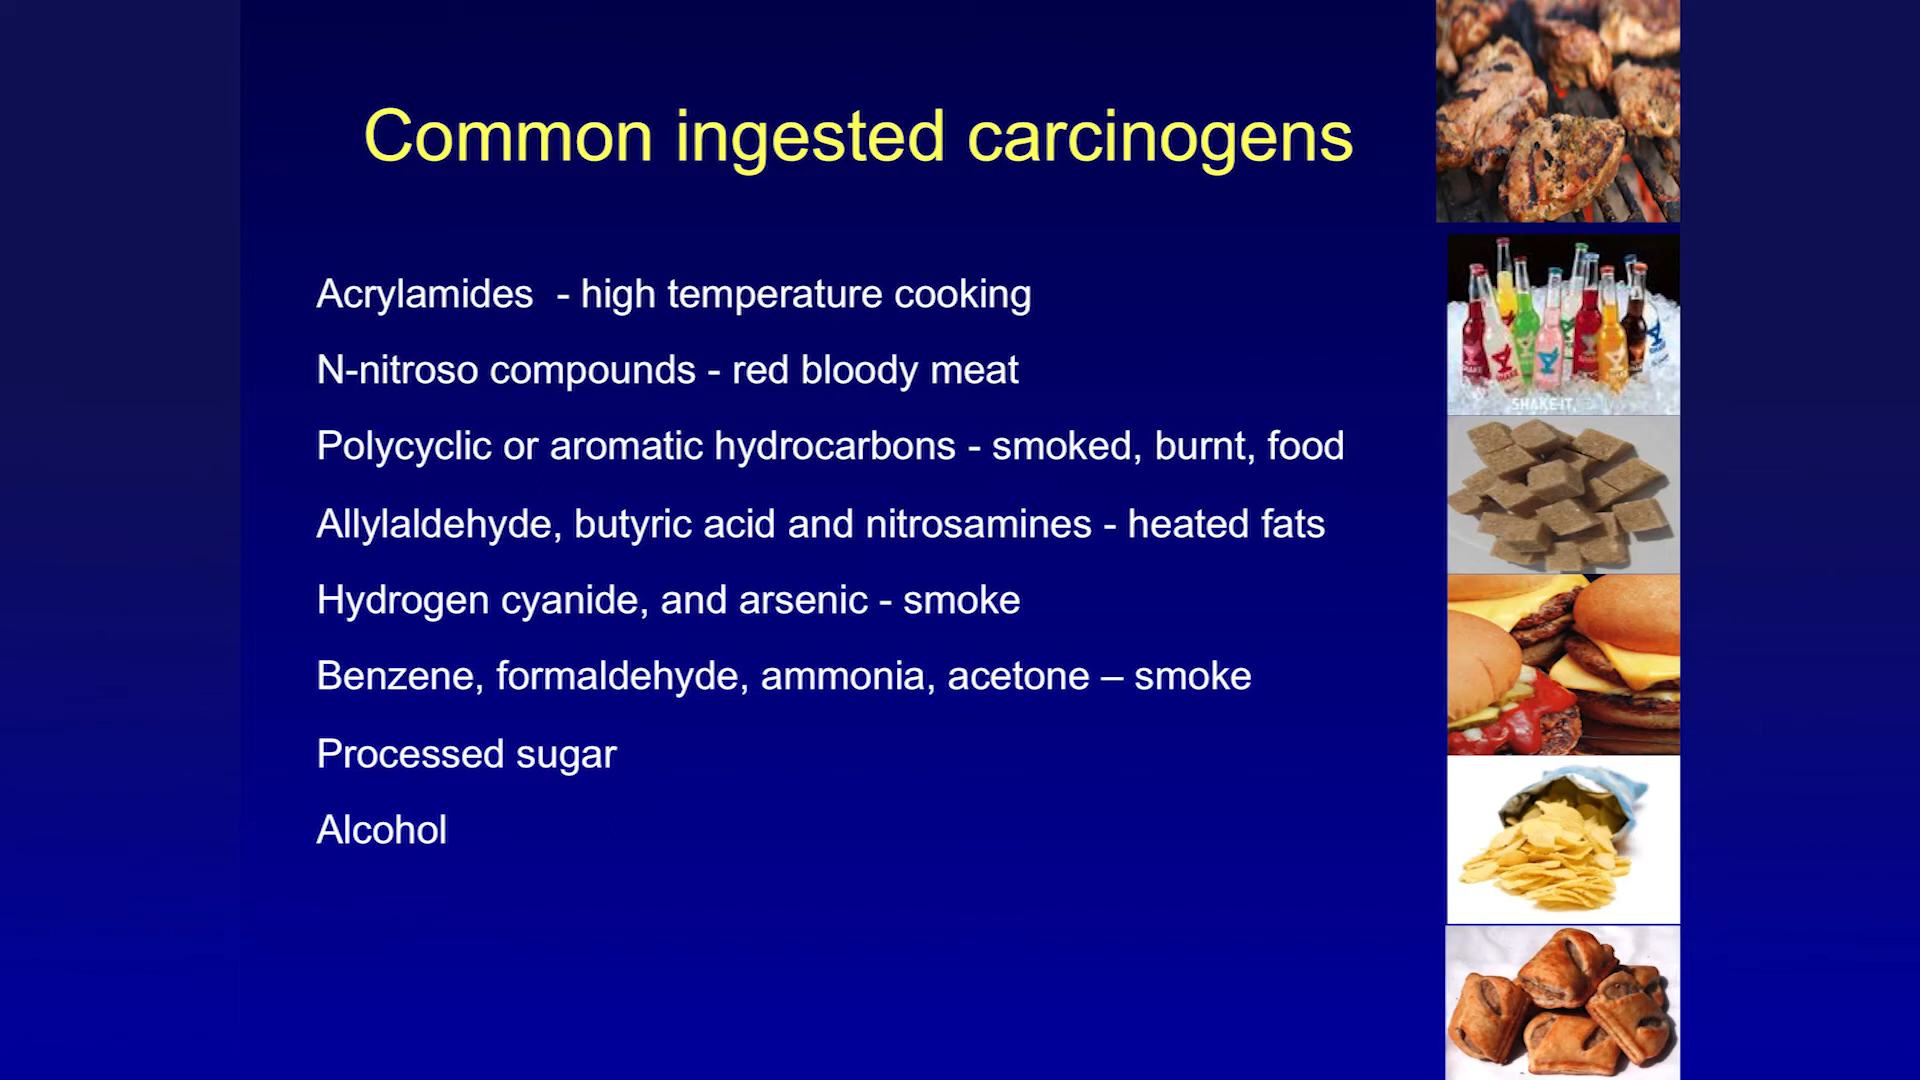 Common ingested carcinogens
Acrylamides - high temperature cooking
N-nitroso compounds - red bloody meat
Polycyclic or aromatic hydrocarbons - smoked, burnt, food
Allylaldehyde, butyric acid and nitrosamines - heated fats
Hydrogen cyanide, and arsenic - smoke
Benzene, formaldehyde, ammonia, acetone – smoke
Processed sugar
Alcohol
SHAKE IT,